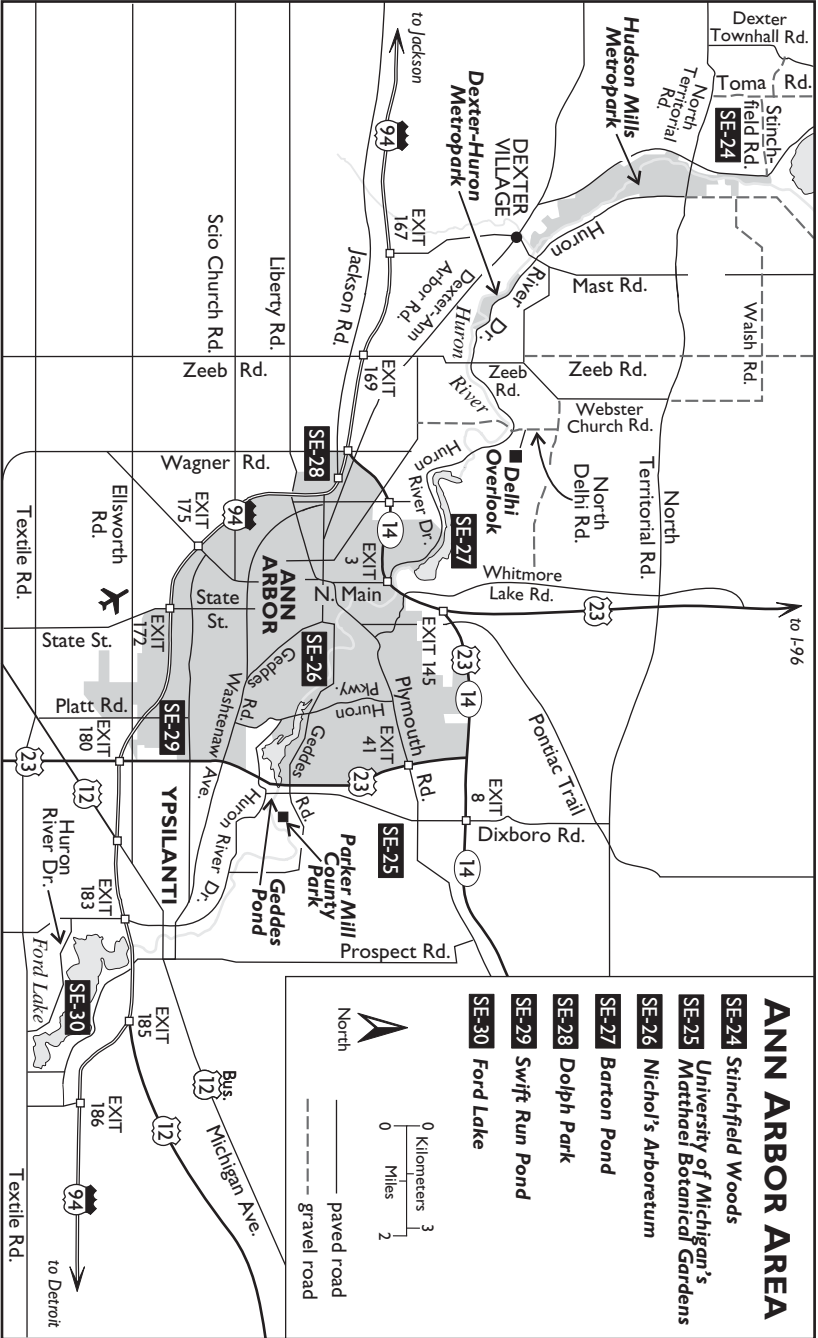 ANN ARBOR AREA
SE-24 Stinchfield Woods
SE-25 University of Michigan's
Matthaei Botanical Gardens
SE-26 Nichol's Arboretum
SE-27 Barton Pond
SE-28 Dolph Park
SE-29 Swift Run Pond
SE-30 Ford Lake
North
0 Kilometers 3
0 Miles 2
paved road
gravel road
Dexter
Townhall Rd.
Toma Rd.
Stinch-
field Rd.
SE-24
North
Territorial
Rd.
Hudson Mills
Metropark
Dexter-Huron
Metropark
DEXTER
VILLAGE
to Jackson
94
EXIT
167
Huron
River
Dr.
Mast Rd.
Walsh Rd.
Dexter-Ann
Arbor Rd.
Huron
River
Jackson Rd.
Liberty Rd.
Scio Church Rd.
Zeeb Rd.
EXIT
169
Zeeb
Rd.
Zeeb Rd.
Webster
Church Rd.
Delhi
Overlook
North
Delhi Rd.
North
Territorial Rd.
SE-28
Wagner Rd.
Huron
River Dr.
SE-27
14
EXIT
3
Whitmore
Lake Rd.
23
to I-96
Textile Rd.
Ellsworth
Rd.
EXIT
175
94
ANN
ARBOR
N. Main
State
St.
State St.
EXIT
172
SE-26
EXIT 145
23
14
Geddes
Rd.
Washtenaw Ave.
Huron
Pkwy.
Plymouth
Rd.
Pontiac Trail
Platt Rd.
SE-29
EXIT
180
23
12
Geddes
Rd.
EXIT
41
23
EXIT
8
Dixboro Rd.
14
SE-25
YPSILANTI
Huron River Dr.
Parker Mill
County
Park
Geddes
Pond
Huron
River Dr.
EXIT
183
Prospect Rd.
Ford Lake
SE-30
EXIT
185
EXIT
186
Bus.
12
Michigan Ave.
12
94
to Detroit
Textile Rd.